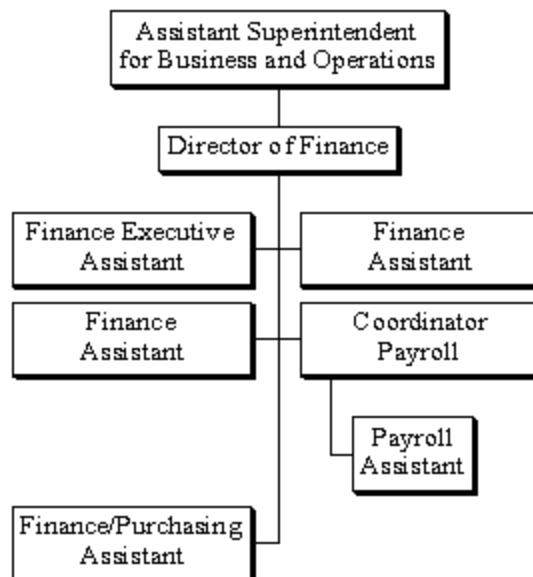 Assistant Superintendent
for Business and Operations
Director of Finance
Finance Executive
Assistant
Finance
Assistant
Finance
Assistant
Coordinator
Payroll
Payroll
Assistant
Finance/Purchasing
Assistant